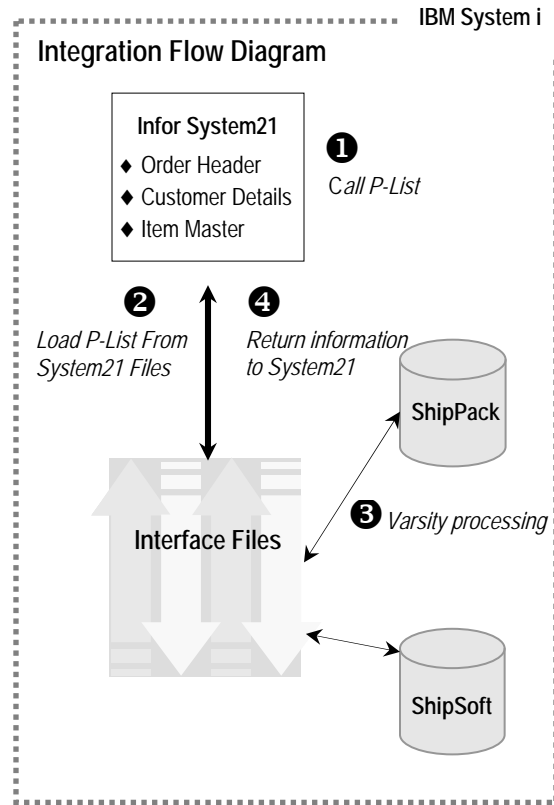 IBM System i
Integration Flow Diagram
Infor System21
♦ Order Header
♦ Customer Details
♦ Item Master
❶
Call P-List
❷
Load P-List From
System21 Files
❹
Return information
to System21
ShipPack
❸ Varsity processing
Interface Files
ShipSoft